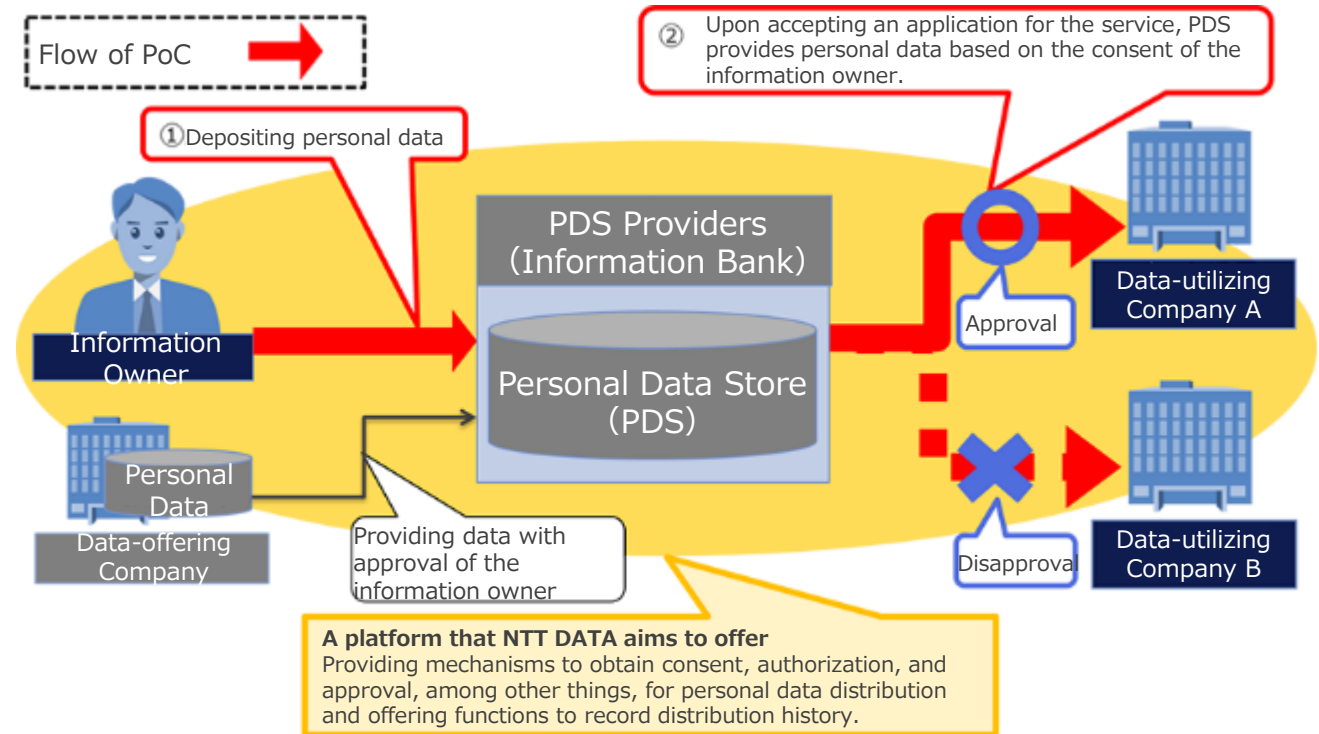 Flow of PoC
② Upon accepting an application for the service, PDS
provides personal data based on the consent of the
information owner.
①Depositing personal data
PDS Providers
（Information Bank）
Personal Data Store
（PDS）
Information
Owner
Personal
Data
Data-offering
Company
Providing data with
approval of the
information owner
Approval
Data-utilizing
Company A
Disapproval
Data-utilizing
Company B
A platform that NTT DATA aims to offer
Providing mechanisms to obtain consent, authorization, and
approval, among other things, for personal data distribution
and offering functions to record distribution history.